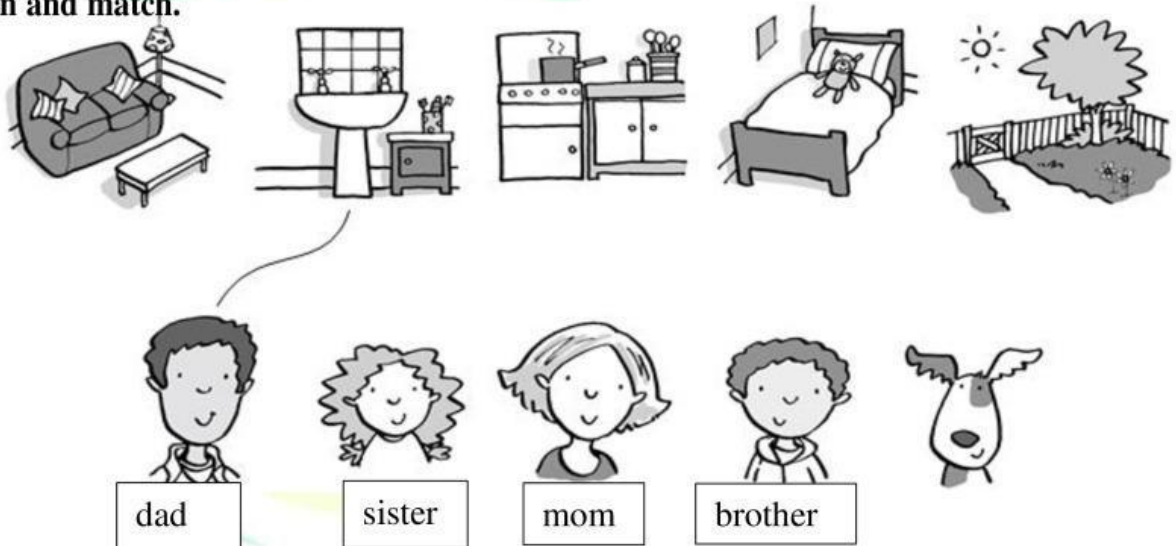 and match.
dad
sister
mom
brother